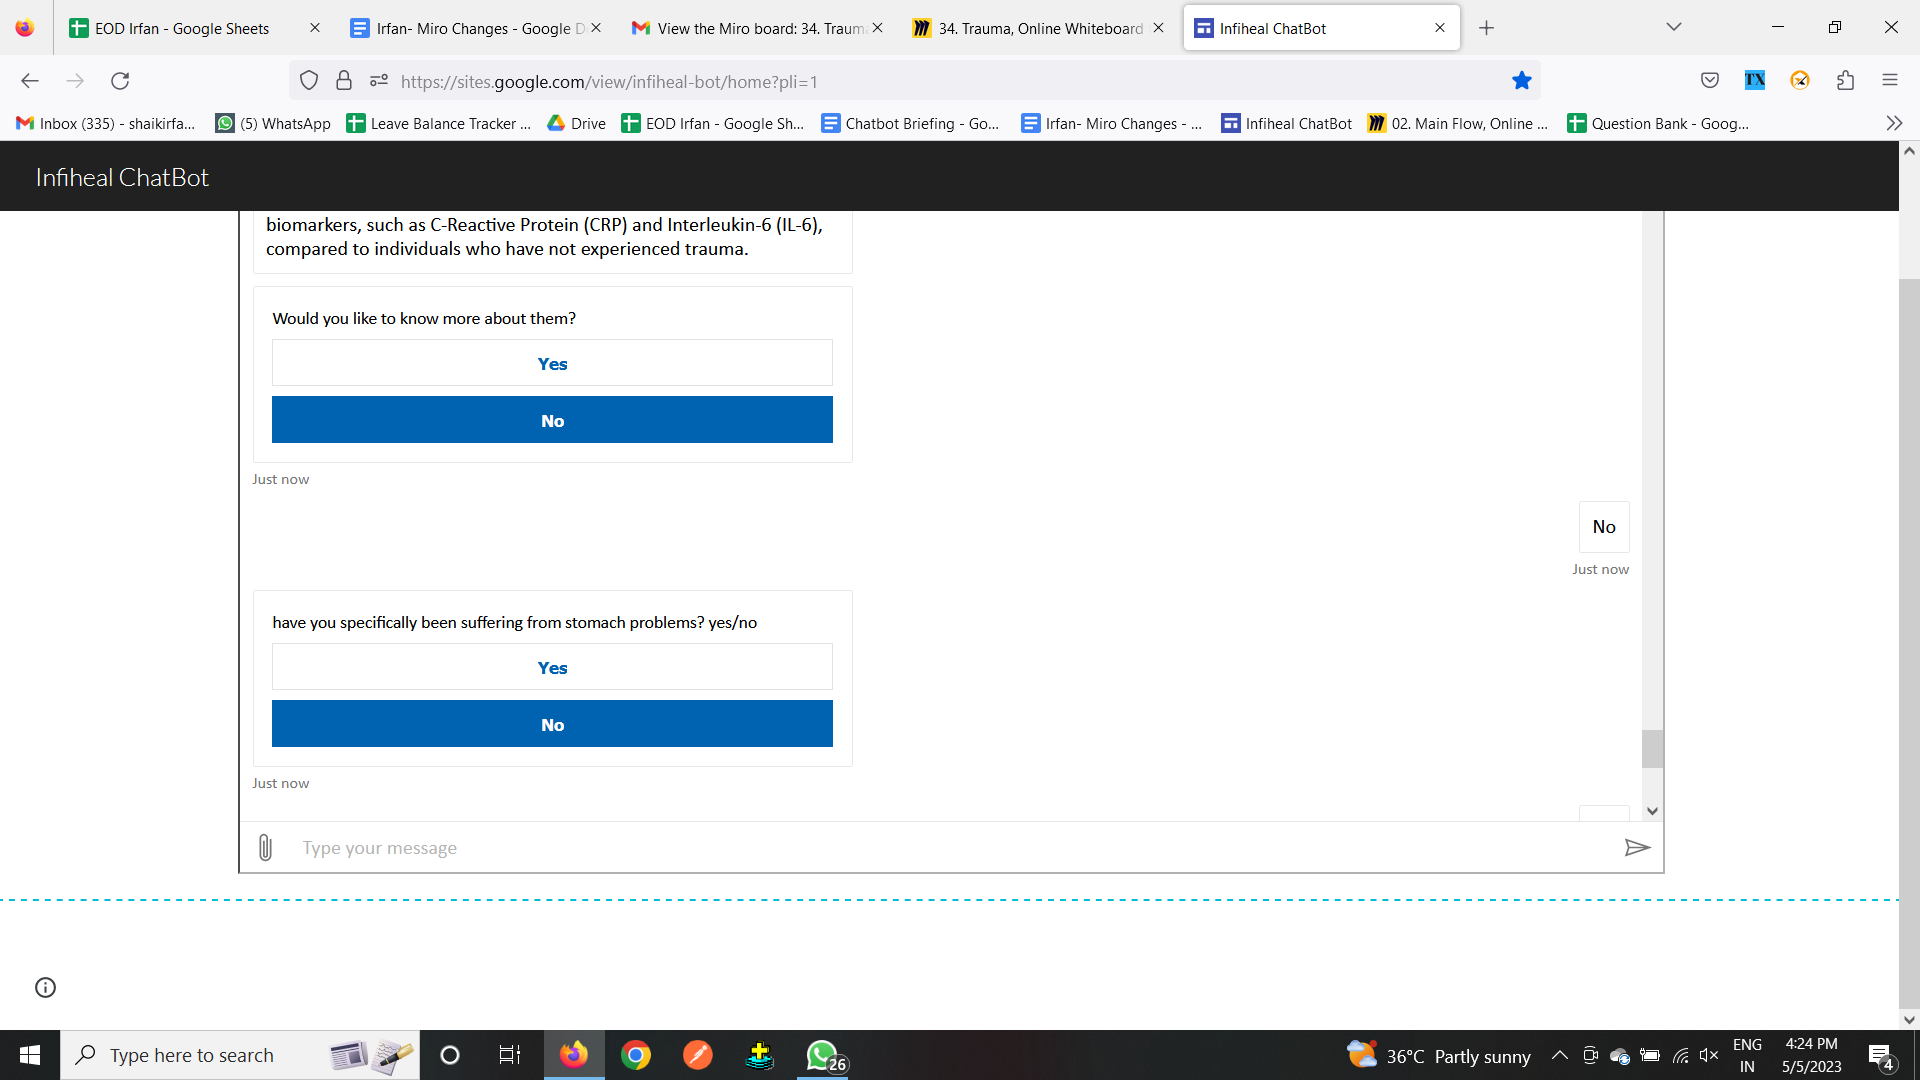 EOD Irfan - Google Sheets
Irfan- Miro Changes - Google D
View the Miro board: 34. Traum
34. Trauma, Online Whiteboard
Infiheal ChatBot
https://sites.google.com/view/infiheal-bot/home?pli=1
TX
Inbox (335) - shaikirfa...
(5) WhatsApp
Leave Balance Tracker ...
Drive
EOD Irfan - Google Sh...
Chatbot Briefing - Go...
Irfan- Miro Changes - ...
Infiheal ChatBot
02. Main Flow, Online ...
Question Bank - Goog...
Infiheal ChatBot
biomarkers, such as C-Reactive Protein (CRP) and Interleukin-6 (IL-6),
compared to individuals who have not experienced trauma.
Would you like to know more about them?
Yes
No
Just now
No
Just now
have you specifically been suffering from stomach problems? yes/no
Yes
No
Just now
Type your message
Type here to search
26
36°C Partly sunny
ENG
IN
4:24 PM
5/5/2023
4